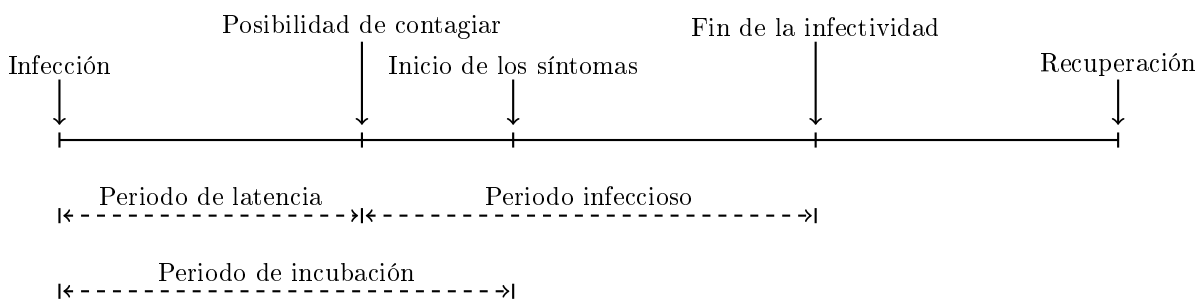 Posibilidad de contagiar
Fin de la infectividad
Infección
Inicio de los síntomas
Recuperación
Periodo de latencia
Periodo infeccioso
Periodo de incubación